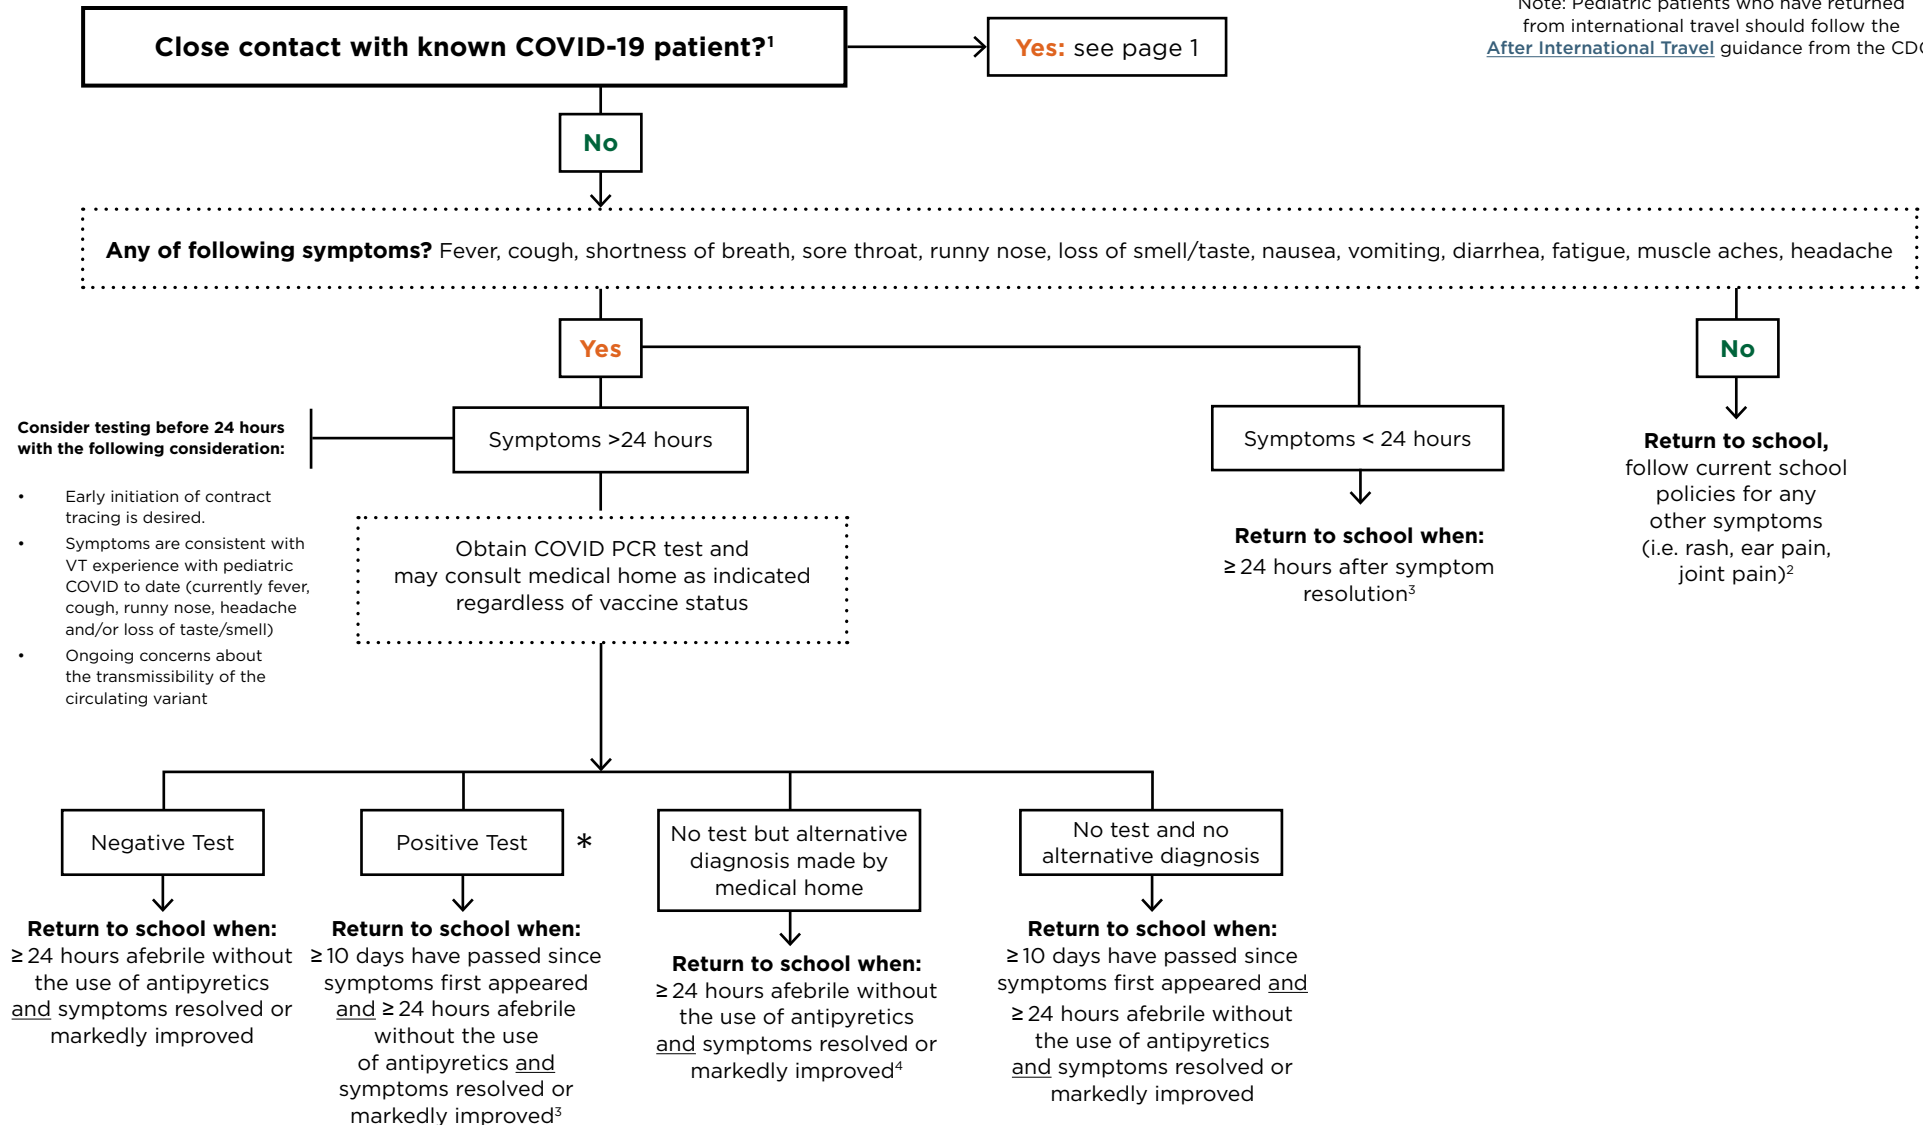 Note: Pediatric patients who have returned
from international travel should follow the
After International Travel guidance from the CDC
Close contact with known COVID-19 patient?1
Yes: see page 1
No
Any of following symptoms? Fever, cough, shortness of breath, sore throat, runny nose, loss of smell/taste, nausea, vomiting, diarrhea, fatigue, muscle aches, headache
Yes
No
Symptoms >24 hours
Symptoms < 24 hours
Consider testing before 24 hours
with the following consideration:
• Early initiation of contract
tracing is desired.
• Symptoms are consistent with
VT experience with pediatric
COVID to date (currently fever,
cough, runny nose, headache
and/or loss of taste/smell)
• Ongoing concerns about
the transmissibility of the
circulating variant
Obtain COVID PCR test and
may consult medical home as indicated
regardless of vaccine status
Return to school when:
≥ 24 hours after symptom
resolution3
Return to school,
follow current school
policies for any
other symptoms
(i.e. rash, ear pain,
joint pain)2
Negative Test
Return to school when:
≥ 24 hours afebrile without
the use of antipyretics
and symptoms resolved or
markedly improved
Positive Test *
Return to school when:
≥ 10 days have passed since
symptoms first appeared
and ≥ 24 hours afebrile
without the use
of antipyretics and
symptoms resolved or
markedly improved3
No test but alternative
diagnosis made by
medical home
Return to school when:
≥ 24 hours afebrile without
the use of antipyretics
and symptoms resolved or
markedly improved4
No test and no
alternative diagnosis
Return to school when:
≥ 10 days have passed since
symptoms first appeared and
≥ 24 hours afebrile without
the use of antipyretics
and symptoms resolved or
markedly improved